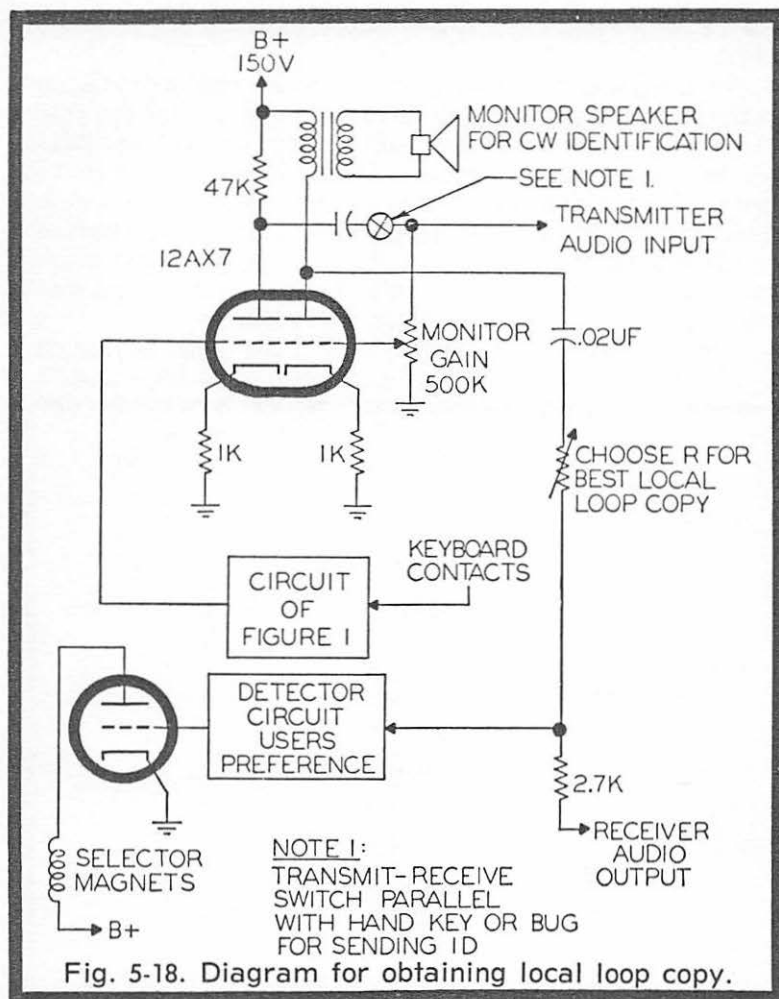 B+
150V
MONITOR SPEAKER
FOR CW IDENTIFICATION
47K
SEE NOTE 1.
TRANSMITTER
AUDIO INPUT
12AX7
MONITOR
GAIN
500K
.02UF
1K
1K
CHOOSE R FOR
BEST LOCAL
LOOP COPY
KEYBOARD
CONTACTS
CIRCUIT
OF
FIGURE 1
DETECTOR
CIRCUIT
USERS
PREFERENCE
2.7K
RECEIVER
AUDIO
OUTPUT
SELECTOR
MAGNETS
B+
NOTE 1:
TRANSMIT-RECEIVE
SWITCH PARALLEL
WITH HAND KEY OR BUG
FOR SENDING ID
Fig. 5-18. Diagram for obtaining local loop copy.